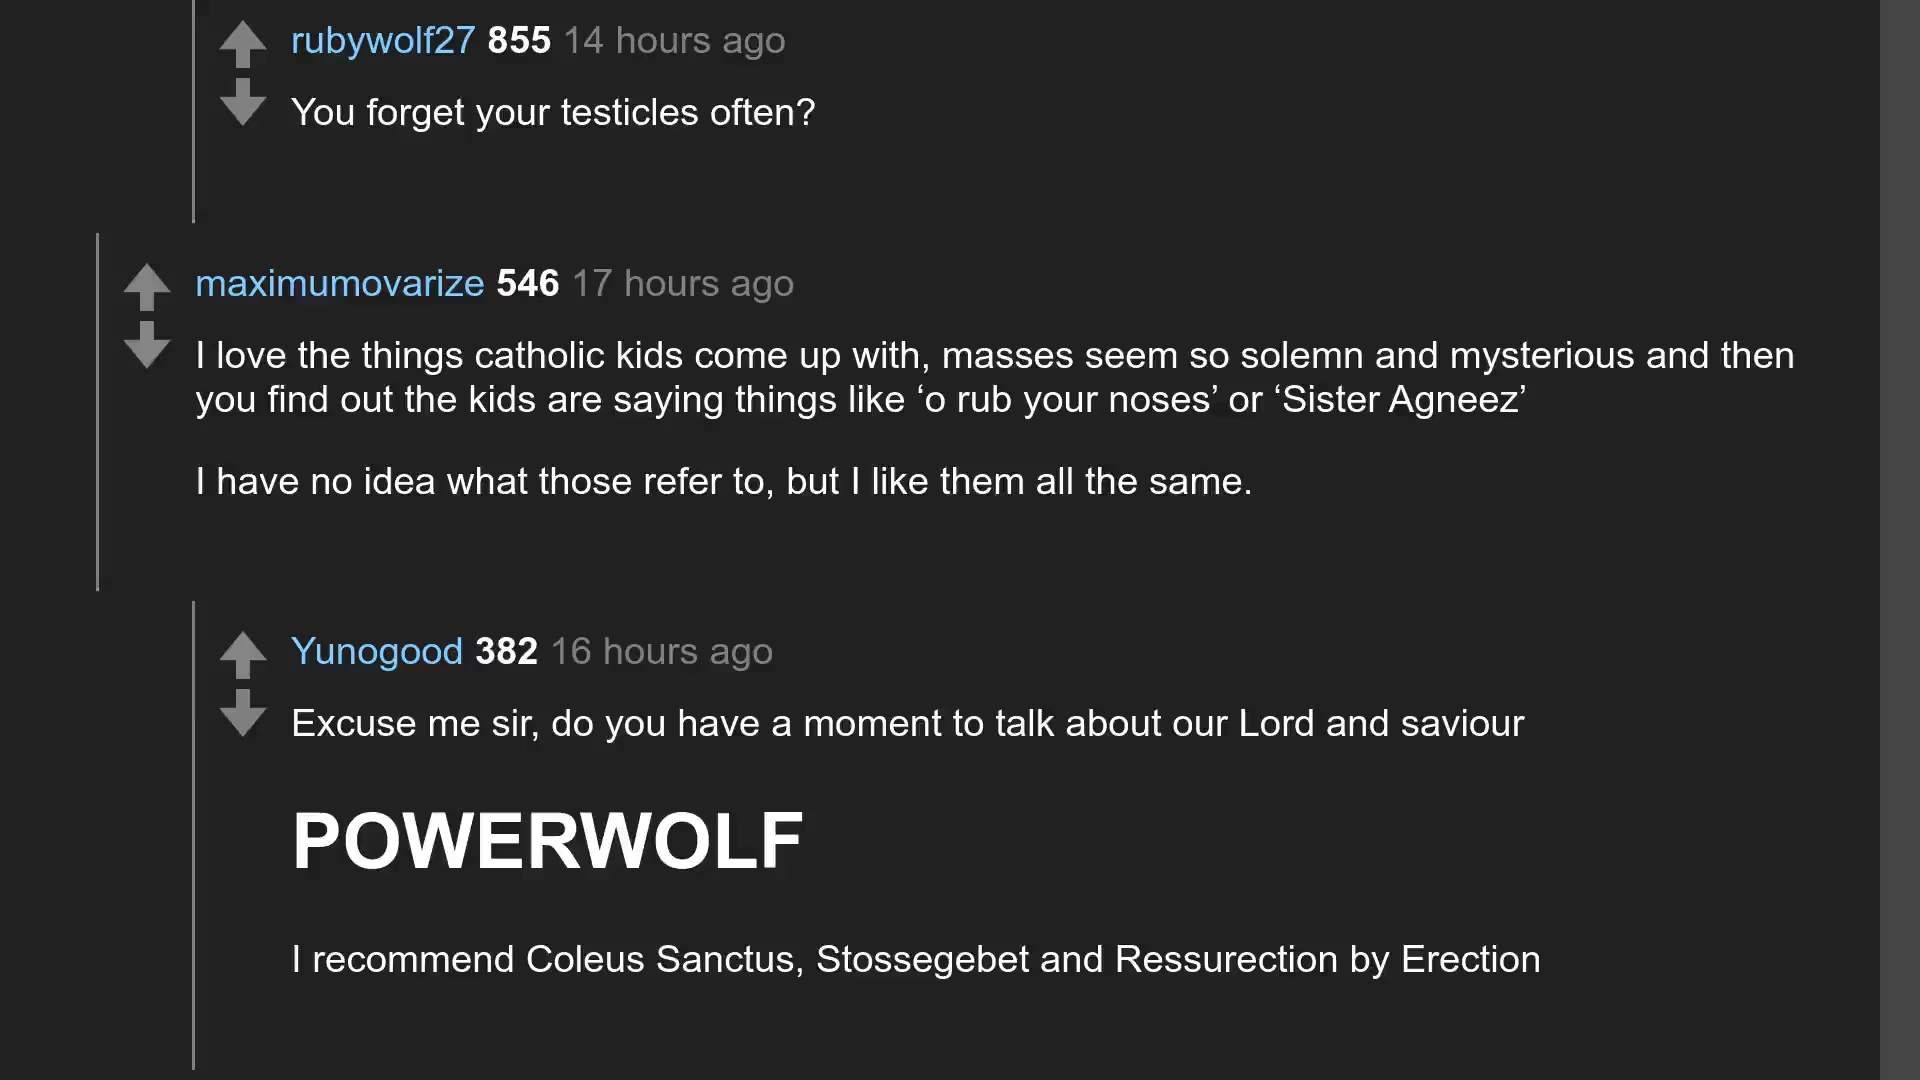 rubywolf27 855 14 hours ago
You forget your testicles often?
maximumovarize 546 17 hours ago
I love the things catholic kids come up with, masses seem so solemn and mysterious and then
you find out the kids are saying things like ‘o rub your noses’ or ‘Sister Agneez’
I have no idea what those refer to, but I like them all the same.
Yunogood 382 16 hours ago
Excuse me sir, do you have a moment to talk about our Lord and saviour
POWERWOLF
I recommend Coleus Sanctus, Stossegebet and Ressurection by Erection